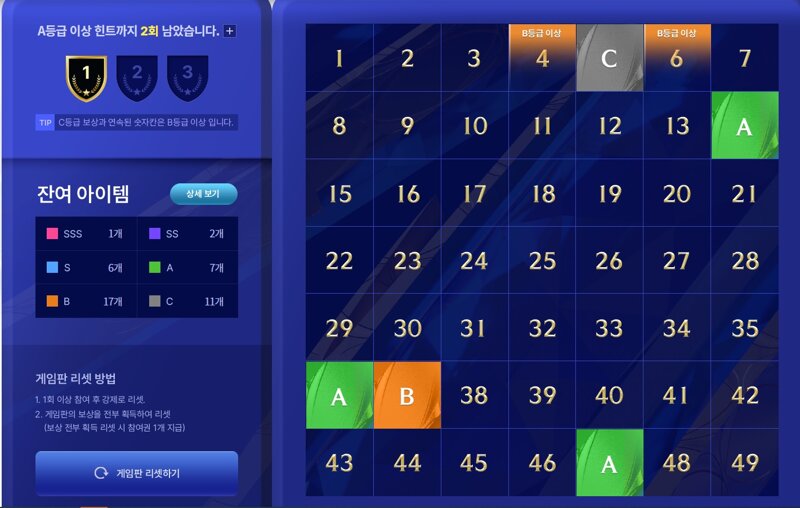 A등급 이상 힌트까지 2회 남았습니다. +
1 2 3
TIP C등급 보상과 연속된 숫자칸은 B등급 이상 입니다.
잔여 아이템 상세 보기
SSS 1개 SS 2개
S 6개 A 7개
B 17개 C 11개
게임판 리셋 방법
1. 1회 이상 참여 후 강제로 리셋.
2. 게임판의 보상을 전부 획득하여 리셋
(보상 전부 획득 리셋 시 참여권 1개 지급)
게임판 리셋하기
B등급 이상 B등급 이상
1 2 3 4 C 6 7
8 9 10 11 12 13 A
15 16 17 18 19 20 21
22 23 24 25 26 27 28
29 30 31 32 33 34 35
A B 38 39 40 41 42
43 44 45 46 A 48 49